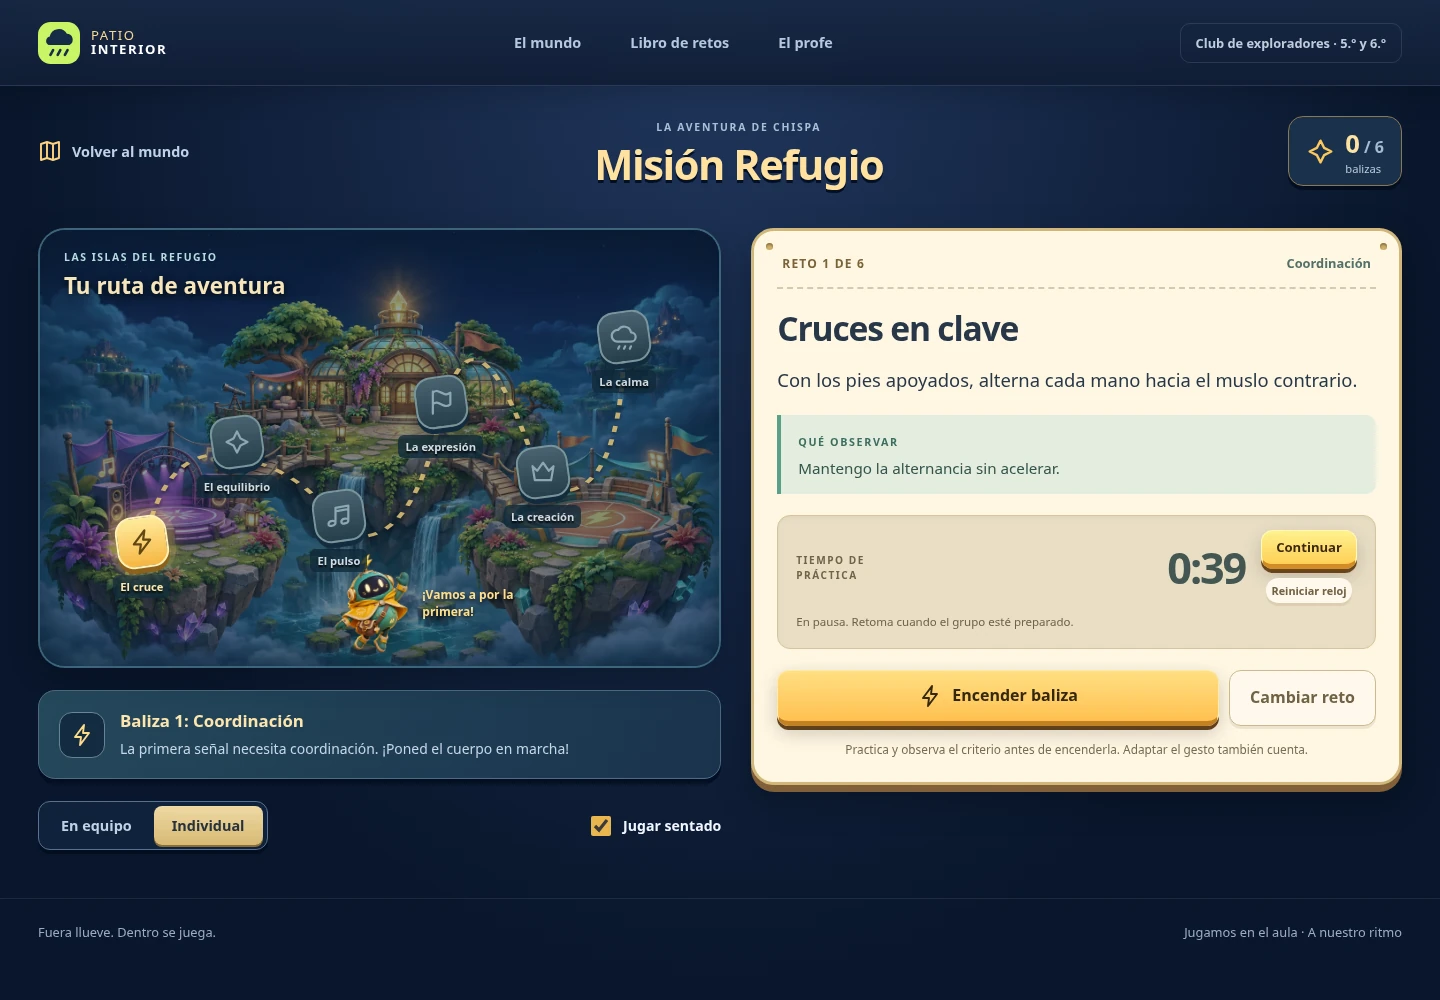 PATIO
INTERIOR
El mundo
Libro de retos
El profe
Club de exploradores · 5.º y 6.º
Volver al mundo
LA AVENTURA DE CHISPA
Misión Refugio
0 / 6
balizas
LAS ISLAS DEL REFUGIO
Tu ruta de aventura
La calma
La expresión
El equilibrio
La creación
El pulso
El cruce
¡Vamos a por la
primera!
Baliza 1: Coordinación
La primera señal necesita coordinación. ¡Poned el cuerpo en marcha!
En equipo
Individual
Jugar sentado
RETO 1 DE 6
Coordinación
Cruces en clave
Con los pies apoyados, alterna cada mano hacia el muslo contrario.
QUÉ OBSERVAR
Mantengo la alternancia sin acelerar.
TIEMPO DE
PRÁCTICA
0:39
Continuar
Reiniciar reloj
En pausa. Retoma cuando el grupo esté preparado.
Encender baliza
Cambiar reto
Practica y observa el criterio antes de encenderla. Adaptar el gesto también cuenta.
Fuera llueve. Dentro se juega.
Jugamos en el aula · A nuestro ritmo